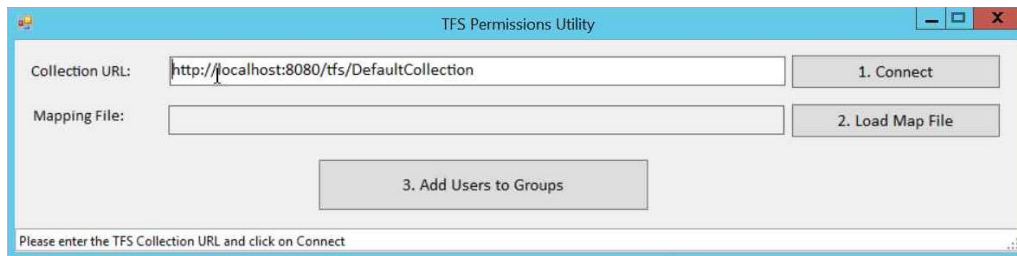 TFS Permissions Utility
Collection URL: http://localhost:8080/tfs/DefaultCollection 1. Connect
Mapping File: 2. Load Map File
3. Add Users to Groups
Please enter the TFS Collection URL and click on Connect